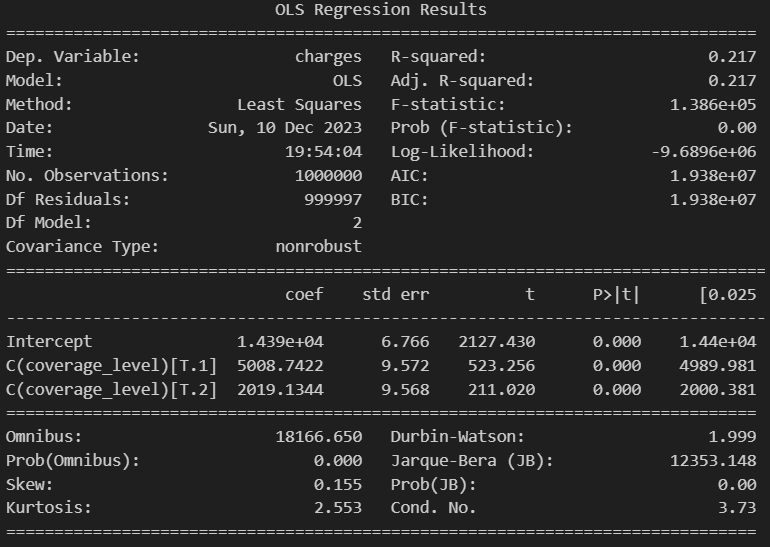 OLS Regression Results
==============================================================================
Dep. Variable:                charges   R-squared:                       0.217
Model:                            OLS   Adj. R-squared:                  0.217
Method:                 Least Squares   F-statistic:                 1.386e+05
Date:                Sun, 10 Dec 2023   Prob (F-statistic):               0.00
Time:                        19:54:04   Log-Likelihood:            -9.6896e+06
No. Observations:             1000000   AIC:                         1.938e+07
Df Residuals:                  999997   BIC:                         1.938e+07
Df Model:                           2
Covariance Type:            nonrobust
===============================================================================
                             coef    std err          t      P>|t|      [0.025
-------------------------------------------------------------------------------
Intercept               1.439e+04      6.766   2127.430      0.000    1.44e+04
C(coverage_level)[T.1]  5008.7422      9.572    523.256      0.000    4989.981
C(coverage_level)[T.2]  2019.1344      9.568    211.020      0.000    2000.381
==============================================================================
Omnibus:                    18166.650   Durbin-Watson:                   1.999
Prob(Omnibus):                  0.000   Jarque-Bera (JB):            12353.148
Skew:                           0.155   Prob(JB):                         0.00
Kurtosis:                       2.553   Cond. No.                         3.73
==============================================================================